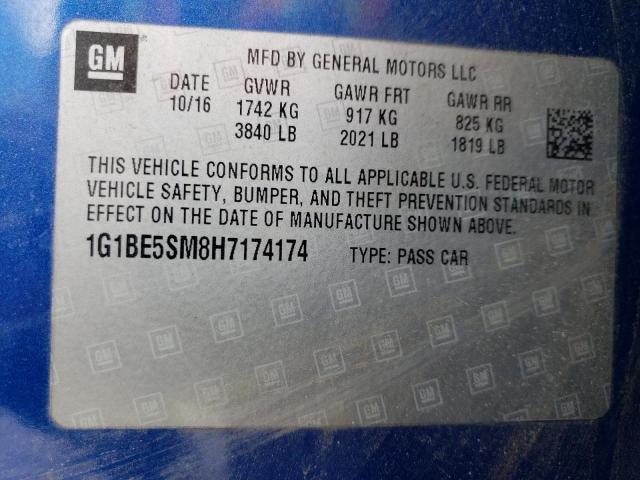 GM
MFD BY GENERAL MOTORS LLC
DATE GVWR GAWR FRT GAWR RR
10/16 1742 KG 917 KG 825 KG
3840 LB 2021 LB 1819 LB
THIS VEHICLE CONFORMS TO ALL APPLICABLE U.S. FEDERAL MOTOR
VEHICLE SAFETY, BUMPER, AND THEFT PREVENTION STANDARDS IN
EFFECT ON THE DATE OF MANUFACTURE SHOWN ABOVE.
1G1BE5SM8H7174174 TYPE: PASS CAR